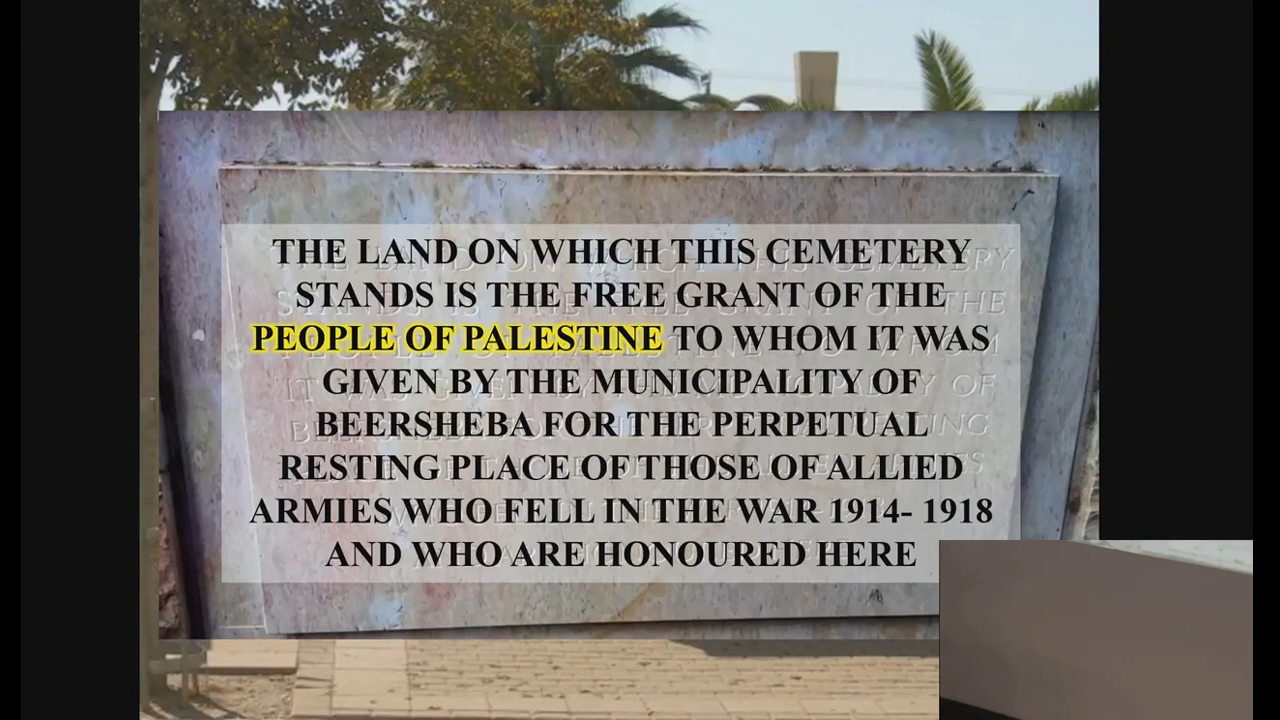 THE LAND ON WHICH THIS CEMETERY
STANDS IS THE FREE GRANT OF THE
PEOPLE OF PALESTINE TO WHOM IT WAS
GIVEN BY THE MUNICIPALITY OF
BEERSHEBA FOR THE PERPETUAL
RESTING PLACE OF THOSE OF ALLIED
ARMIES WHO FELL IN THE WAR 1914- 1918
AND WHO ARE HONOURED HERE